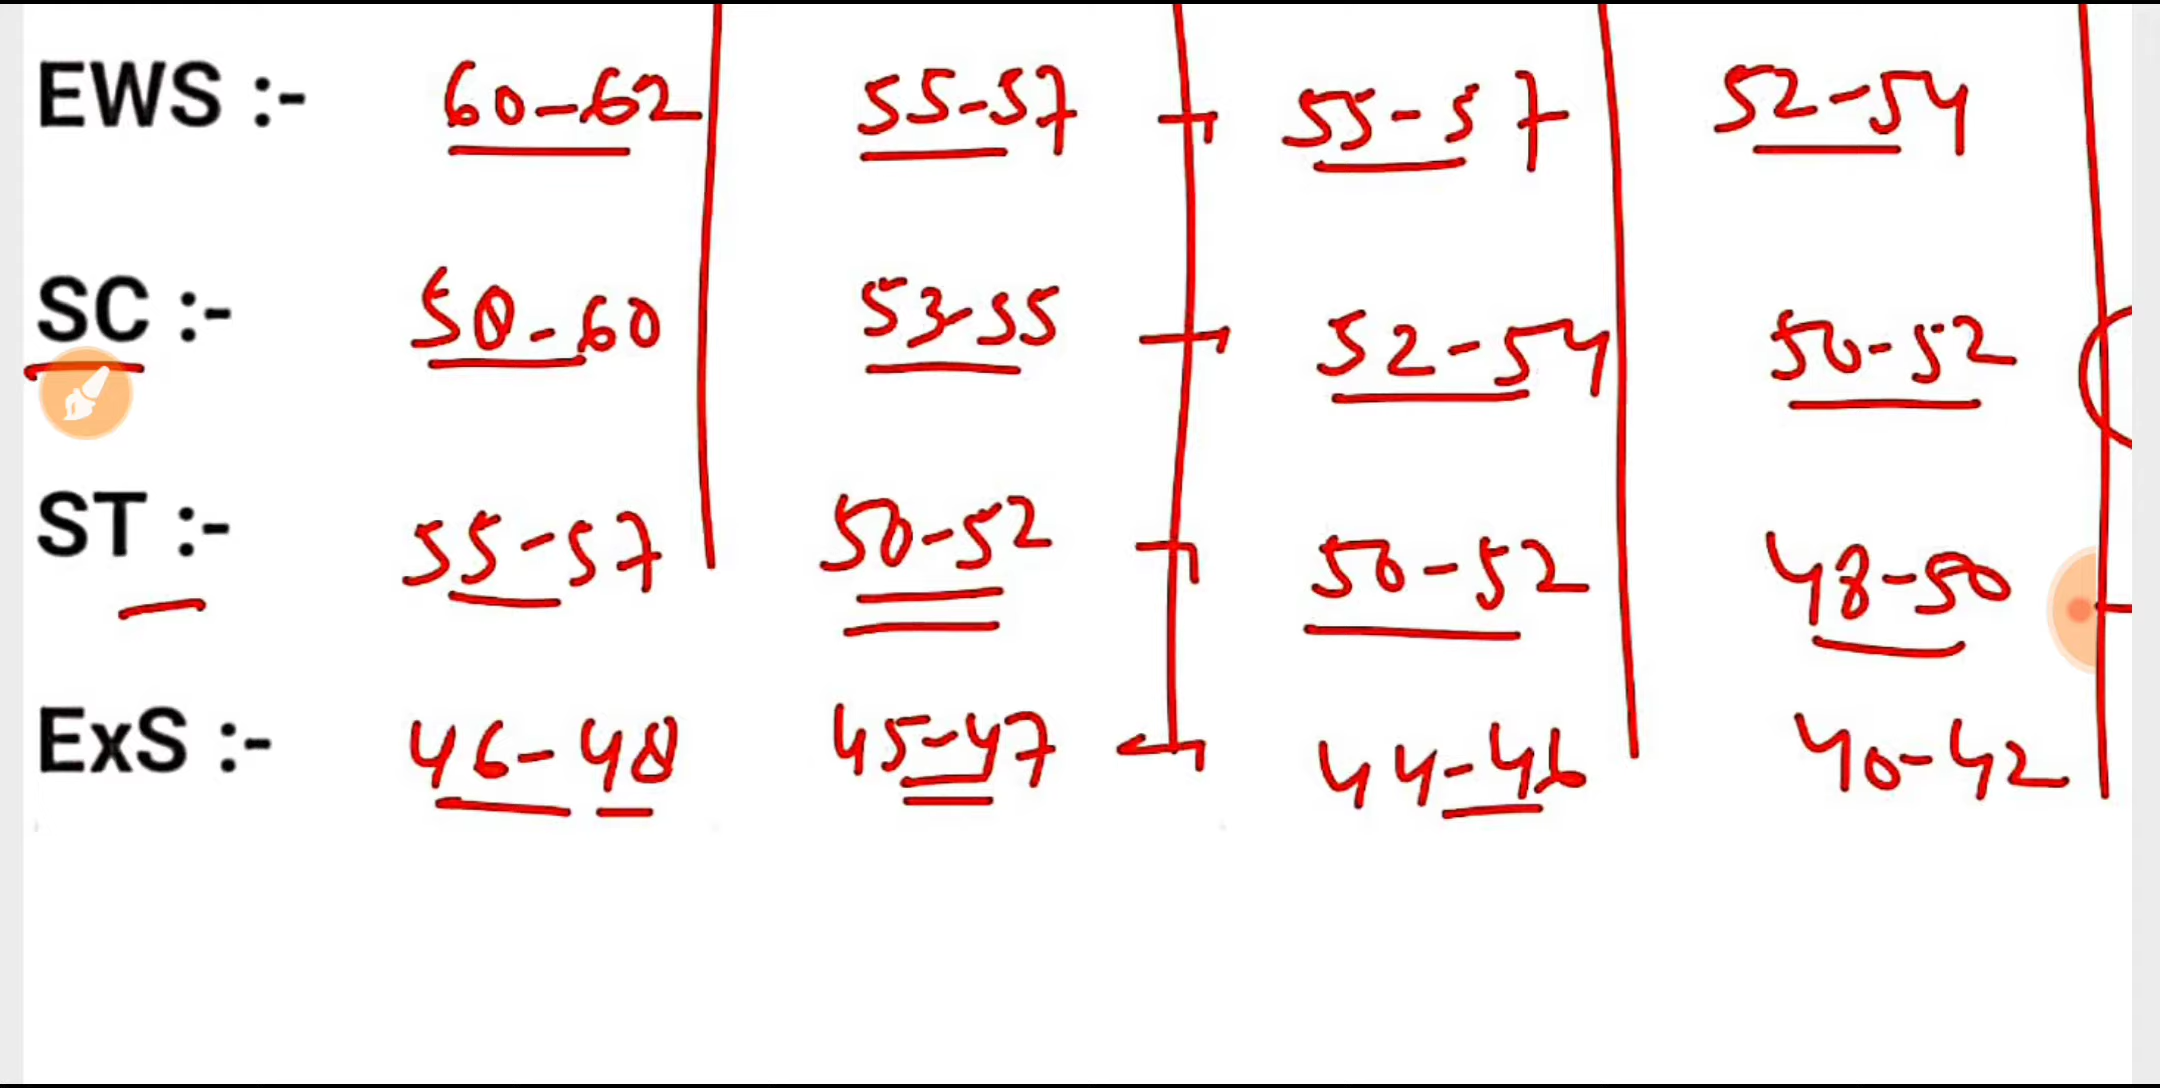 EWS :- 60-62 55-57 55-57 52-54
SC :- 58-60 53-55 52-54 50-52
ST :- 55-57 50-52 50-52 48-50
ExS :- 46-48 45-47 44-46 40-42